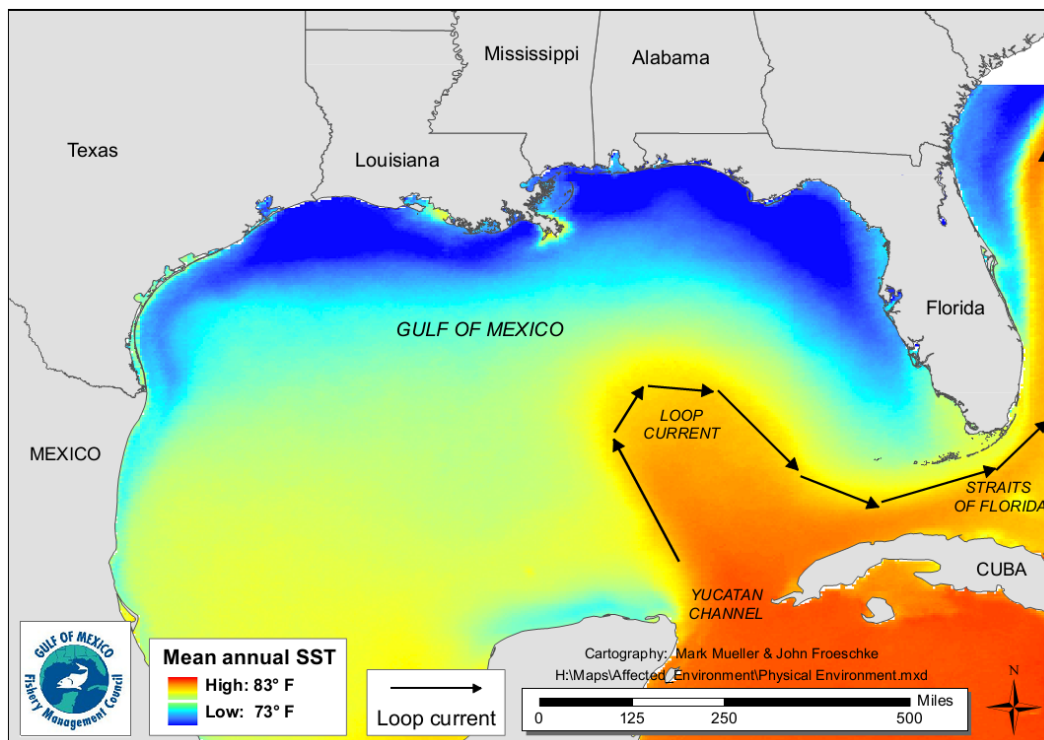 Mississippi
Alabama
Texas
Louisiana
GULF OF MEXICO
Florida
LOOP
CURRENT
MEXICO
STRAITS
OF FLORIDA
CUBA
YUCATAN
CHANNEL
GULF OF MEXICO
Fishery Management Council
Mean annual SST
High: 83° F
Low: 73° F
Loop current
Cartography: Mark Mueller & John Froeschke
H:\Maps\Affected_Environment\Physical Environment.mxd
Miles
0 125 250 500
N